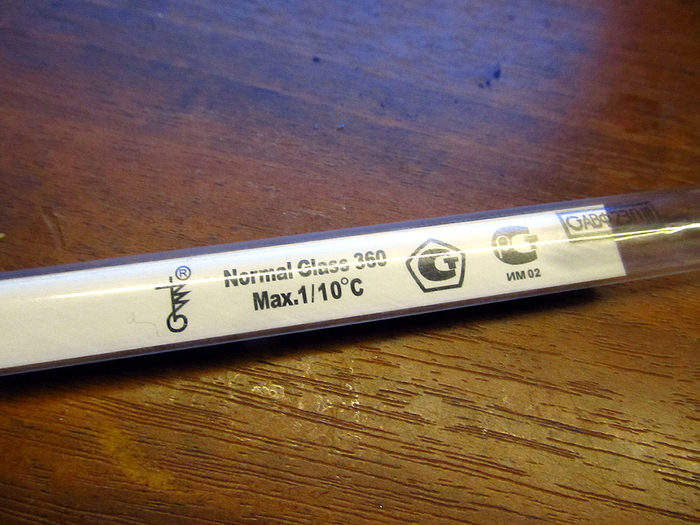 ®
Normal Glass 360
Max.1/10°C
ИМ 02